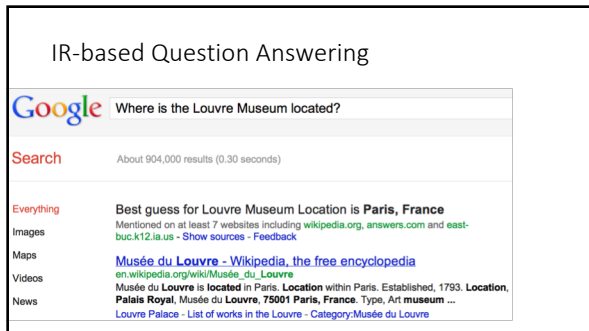 IR-based Question Answering
Google Where is the Louvre Museum located?
Search About 904,000 results (0.30 seconds)
Everything
Images
Maps
Videos
News
Best guess for Louvre Museum Location is Paris, France
Mentioned on at least 7 websites including wikipedia.org, answers.com and east-
buc.k12.ia.us - Show sources - Feedback
Musée du Louvre - Wikipedia, the free encyclopedia
en.wikipedia.org/wiki/Musée_du_Louvre
Musée du Louvre is located in Paris. Location within Paris. Established, 1793. Location,
Palais Royal, Musée du Louvre, 75001 Paris, France. Type, Art museum ...
Louvre Palace - List of works in the Louvre - Category:Musée du Louvre